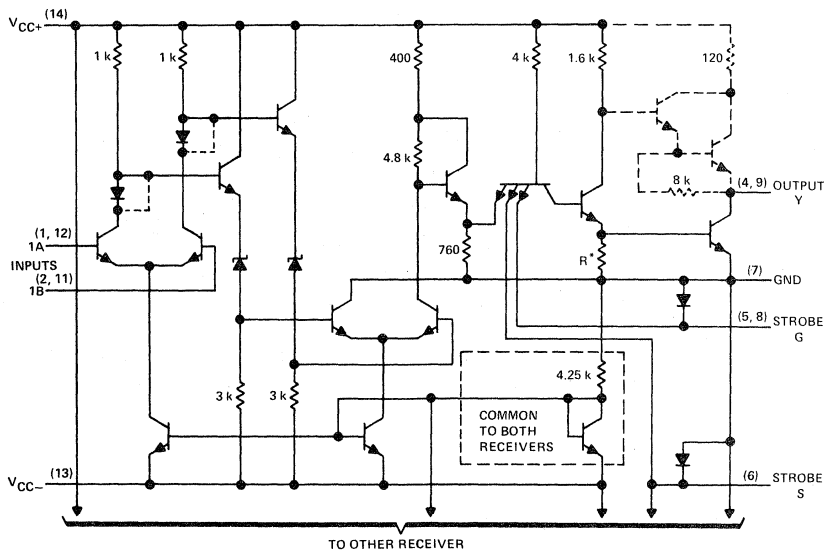 VCC+ (14)
1 k
1 k
400
4 k
1.6 k
120
4.8 k
8 k
(4, 9) OUTPUT
Y
(1, 12)
1A
INPUTS
(2, 11)
1B
760
R*
(7)
GND
(5, 8) STROBE
G
3 k
3 k
4.25 k
COMMON
TO BOTH
RECEIVERS
VCC− (13)
(6) STROBE
S
TO OTHER RECEIVER